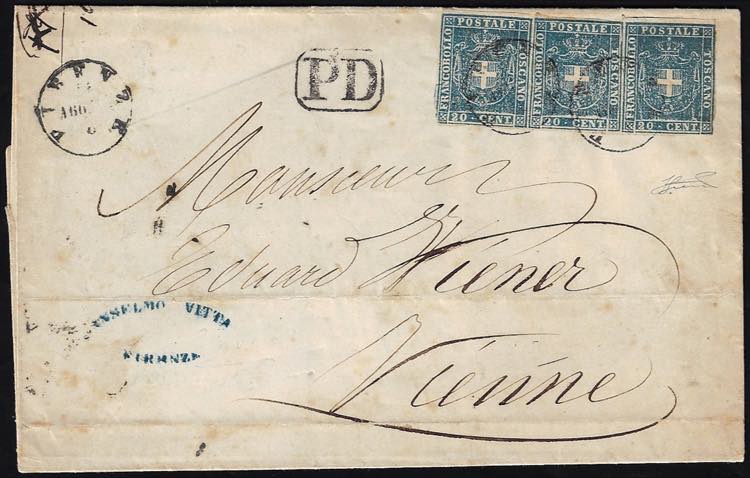 PD
FIRENZE
AGO
FRANCOBOLLO POSTALE TOSCANO
20 - CENT
FRANCOBOLLO POSTALE TOSCANO
20 - CENT
FRANCOBOLLO POSTALE TOSCANO
20 - CENT
Monsieur
Eduard Wiener
Vienne
ANSELMO VITTA
FIRENZE